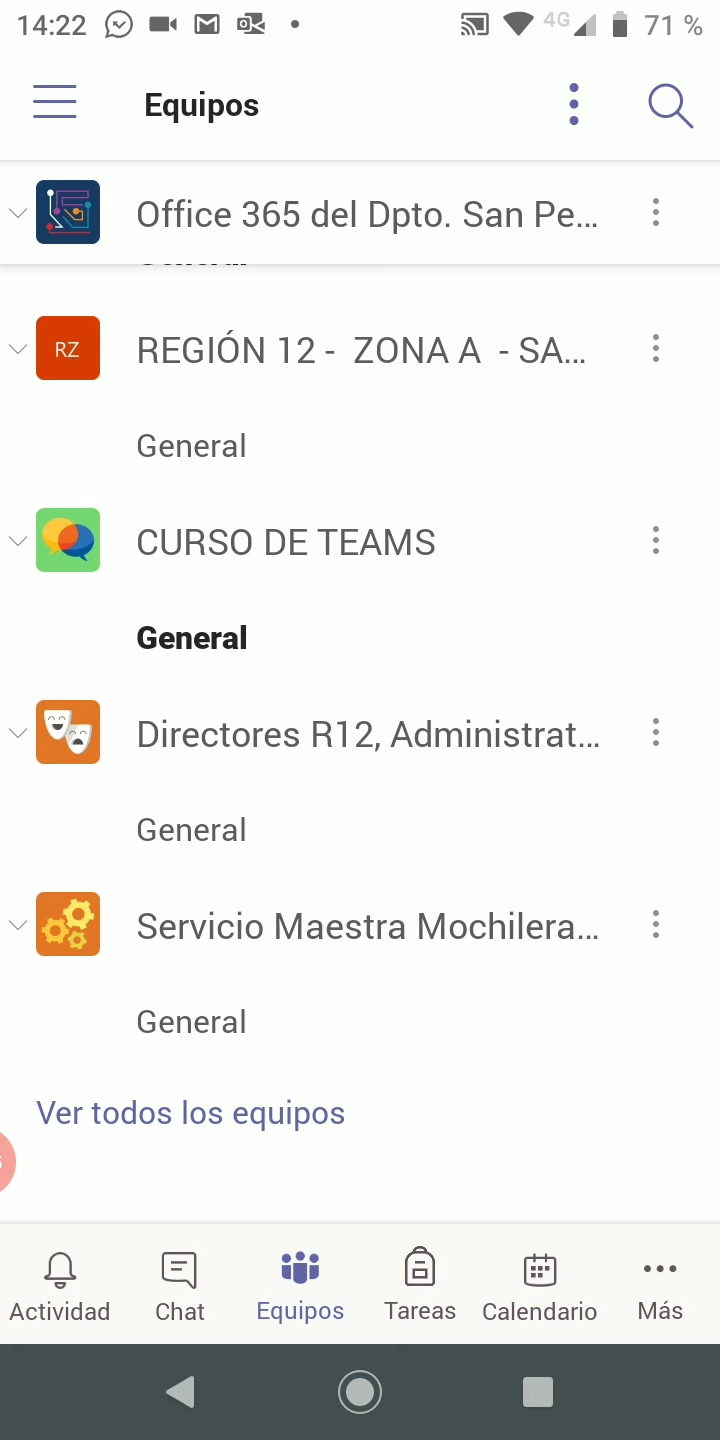 14:22
4G
71 %
Equipos
Office 365 del Dpto. San Pe...
General
RZ
REGIÓN 12 - ZONA A - SA...
General
CURSO DE TEAMS
General
Directores R12, Administrat...
General
Servicio Maestra Mochilera...
General
Ver todos los equipos
Actividad
Chat
Equipos
Tareas
Calendario
Más